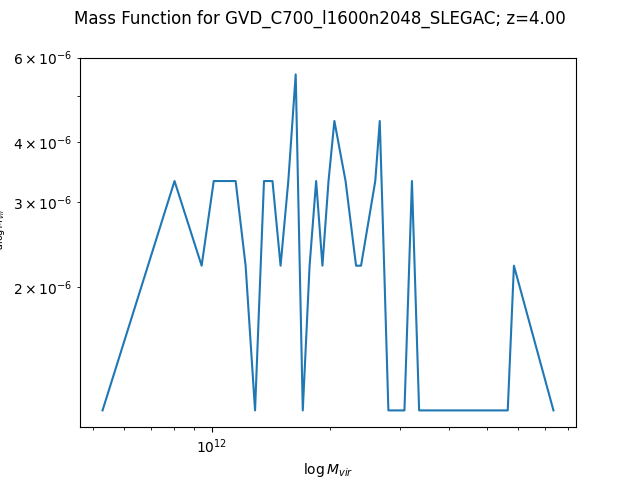 Mass Function for GVD_C700_l1600n2048_SLEGAC; z=4.00
6 × 10⁻⁶
4 × 10⁻⁶
3 × 10⁻⁶
2 × 10⁻⁶
10¹²
log M_vir